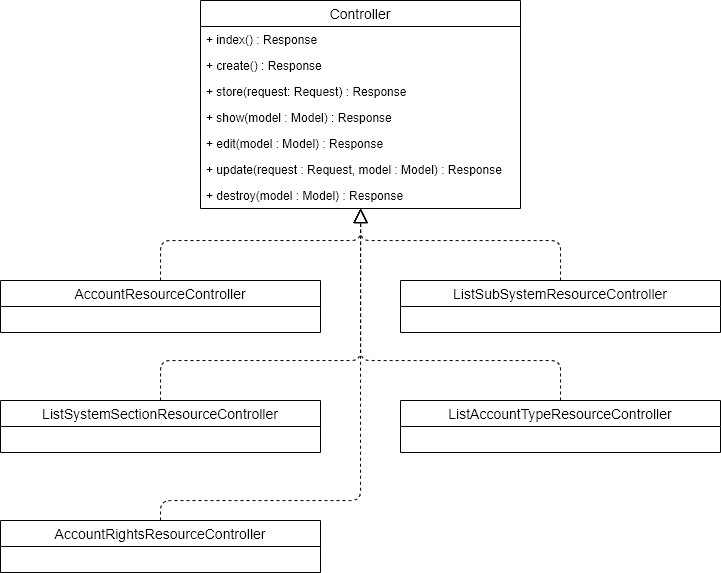 Controller
+ index() : Response
+ create() : Response
+ store(request: Request) : Response
+ show(model : Model) : Response
+ edit(model : Model) : Response
+ update(request : Request, model : Model) : Response
+ destroy(model : Model) : Response
AccountResourceController
ListSubSystemResourceController
ListSystemSectionResourceController
ListAccountTypeResourceController
AccountRightsResourceController